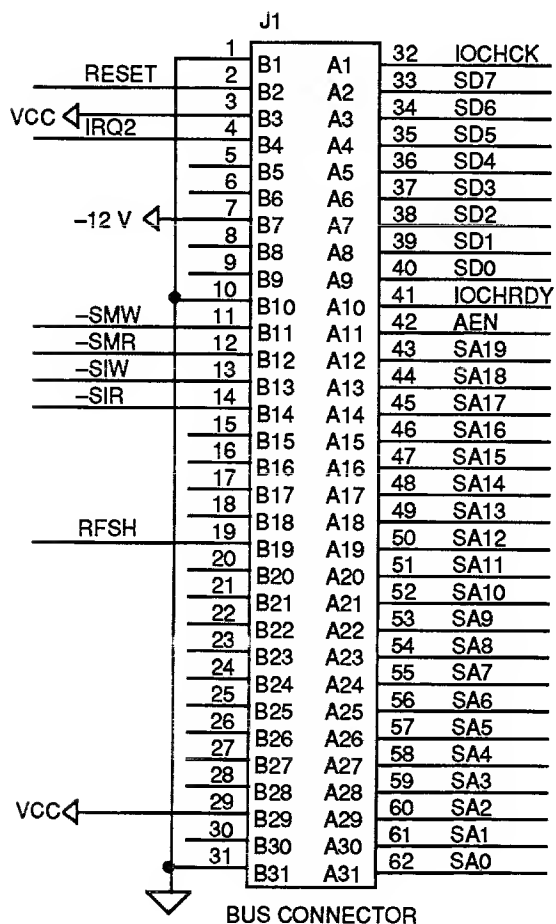 J1
1 B1 A1 32 IOCHCK
RESET 2 B2 A2 33 SD7
VCC 3 B3 A3 34 SD6
IRQ2 4 B4 A4 35 SD5
5 B5 A5 36 SD4
6 B6 A6 37 SD3
–12 V 7 B7 A7 38 SD2
8 B8 A8 39 SD1
9 B9 A9 40 SD0
10 B10 A10 41 IOCHRDY
–SMW 11 B11 A11 42 AEN
–SMR 12 B12 A12 43 SA19
–SIW 13 B13 A13 44 SA18
–SIR 14 B14 A14 45 SA17
15 B15 A15 46 SA16
16 B16 A16 47 SA15
17 B17 A17 48 SA14
18 B18 A18 49 SA13
RFSH 19 B19 A19 50 SA12
20 B20 A20 51 SA11
21 B21 A21 52 SA10
22 B22 A22 53 SA9
23 B23 A23 54 SA8
24 B24 A24 55 SA7
25 B25 A25 56 SA6
26 B26 A26 57 SA5
27 B27 A27 58 SA4
28 B28 A28 59 SA3
VCC 29 B29 A29 60 SA2
30 B30 A30 61 SA1
31 B31 A31 62 SA0
BUS CONNECTOR